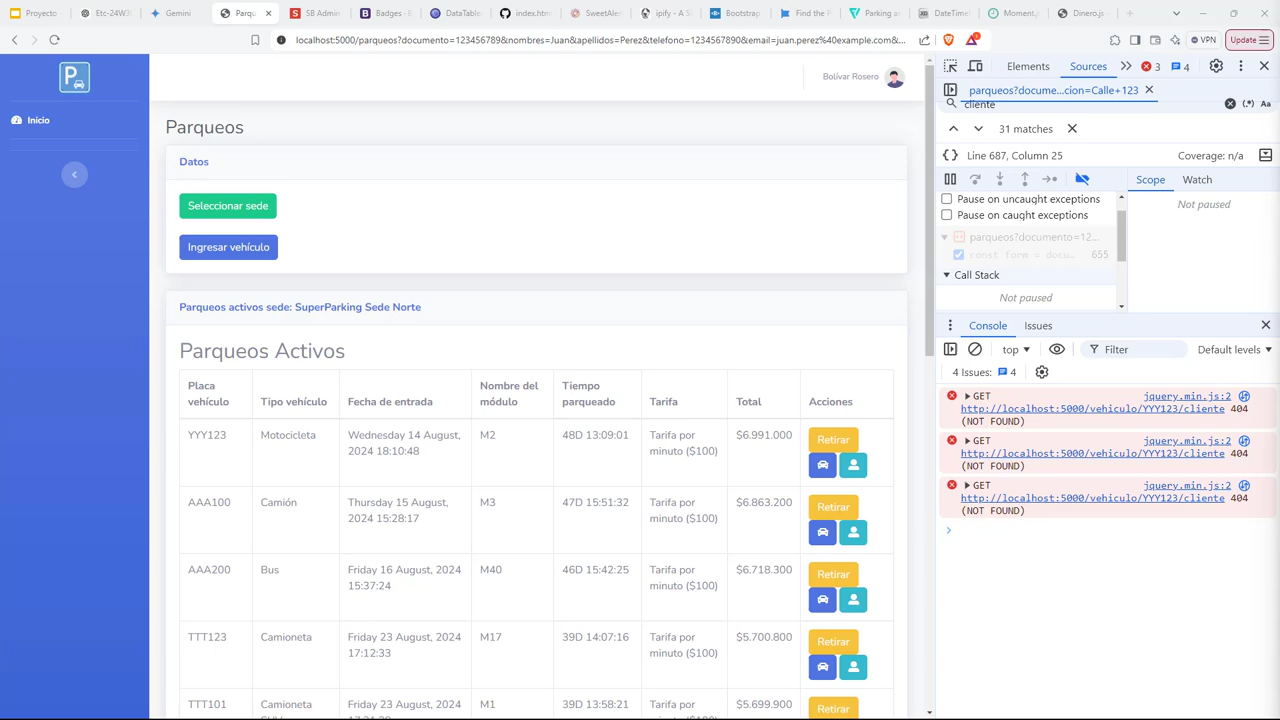 Proyecto
Etc-24W3
Gemini
Parqu
SB Admin
Badges - B
DataTable
index.htm
SweetAler
ipify - A S
Bootstrap
Find the P
Parking a
DateTime
Moment.j
Dinero.js
localhost:5000/parqueos?documento=123456789&nombres=Juan&apellidos=Perez&telefono=1234567890&email=juan.perez%40example.com&...
VPN
Update
P
Inicio
Bolívar Rosero
Parqueos
Datos
Seleccionar sede
Ingresar vehículo
Parqueos activos sede: SuperParking Sede Norte
Parqueos Activos
Placa vehículo
Tipo vehículo
Fecha de entrada
Nombre del módulo
Tiempo parqueado
Tarifa
Total
Acciones
YYY123
Motocicleta
Wednesday 14 August, 2024 18:10:48
M2
48D 13:09:01
Tarifa por minuto ($100)
$6.991.000
Retirar
AAA100
Camión
Thursday 15 August, 2024 15:28:17
M3
47D 15:51:32
Tarifa por minuto ($100)
$6.863.200
Retirar
AAA200
Bus
Friday 16 August, 2024 15:37:24
M40
46D 15:42:25
Tarifa por minuto ($100)
$6.718.300
Retirar
TTT123
Camioneta
Friday 23 August, 2024 17:12:33
M17
39D 14:07:16
Tarifa por minuto ($100)
$5.700.800
Retirar
TTT101
Camioneta
Friday 23 August, 2024
M1
39D 13:58:21
Tarifa por
$5.699.900
Retirar
Elements
Sources
3
4
parqueos?docume...cion=Calle+123
cliente
(.*)
Aa
31 matches
Line 687, Column 25
Coverage: n/a
Scope
Watch
Pause on uncaught exceptions
Pause on caught exceptions
Not paused
parqueos?documento=12...
const form = docu...
655
Call Stack
Not paused
Console
Issues
top
Filter
Default levels
4 Issues:
4
GET
jquery.min.js:2
http://localhost:5000/vehiculo/YYY123/cliente 404
(NOT FOUND)
GET
jquery.min.js:2
http://localhost:5000/vehiculo/YYY123/cliente 404
(NOT FOUND)
GET
jquery.min.js:2
http://localhost:5000/vehiculo/YYY123/cliente 404
(NOT FOUND)